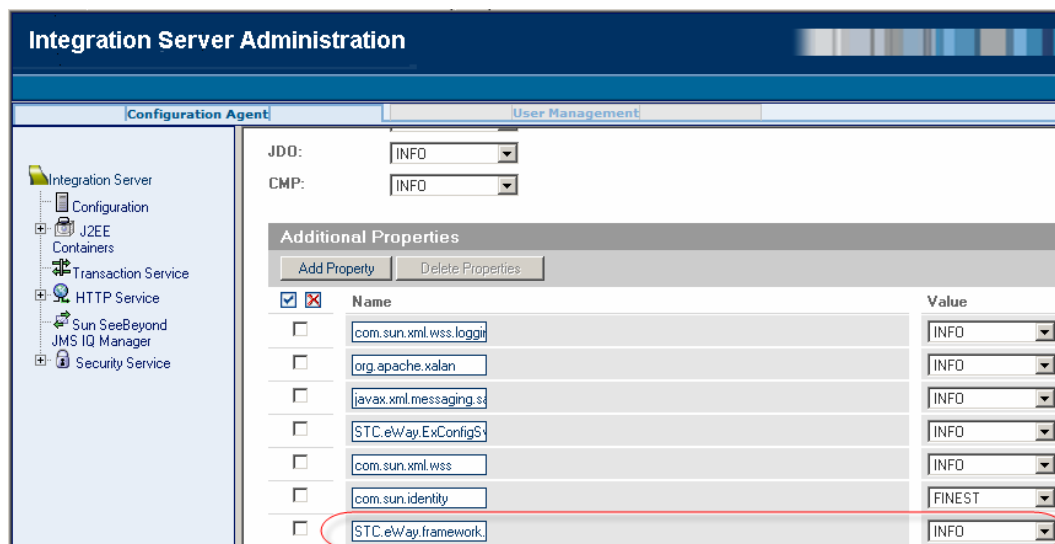 Integration Server Administration
Configuration Agent
User Management
Integration Server
Configuration
J2EE
Containers
Transaction Service
HTTP Service
Sun SeeBeyond
JMS IQ Manager
Security Service
JDO:
INFO
CMP:
INFO
Additional Properties
Add Property
Delete Properties
Name
Value
com.sun.xml.wss.loggin
INFO
org.apache.xalan
INFO
javax.xml.messaging.sa
INFO
STC.eWay.ExConfigSv
INFO
com.sun.xml.wss
INFO
com.sun.identity
FINEST
STC.eWay.framework.
INFO